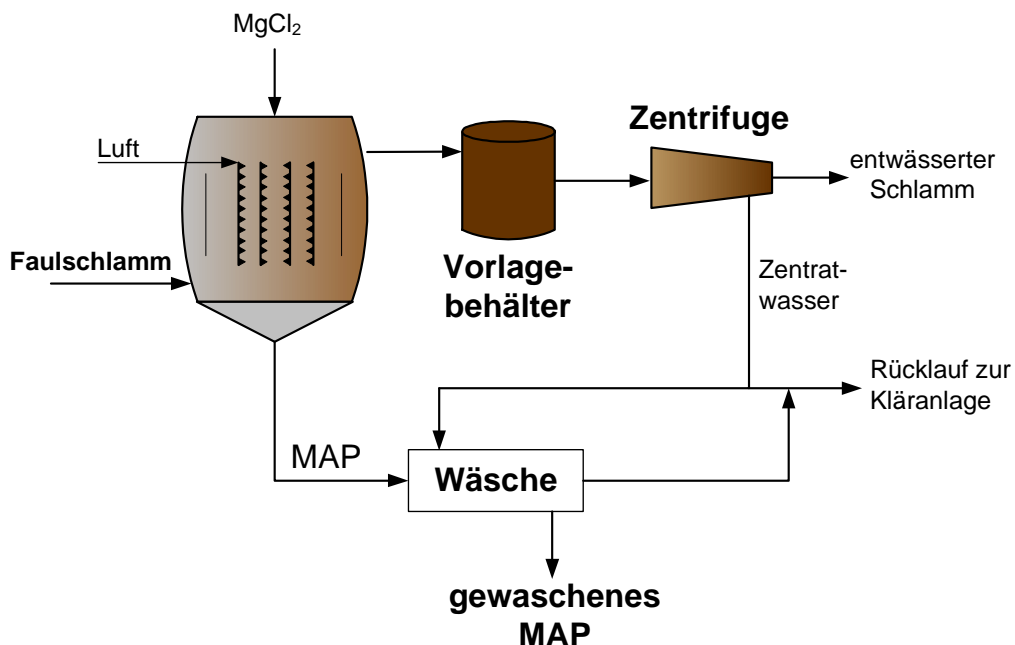 MgCl₂
Zentrifuge
Luft
entwässerter
Schlamm
Faulschlamm
Vorlage-
behälter
Zentrat-
wasser
Rücklauf zur
Kläranlage
MAP
Wäsche
gewaschenes
MAP